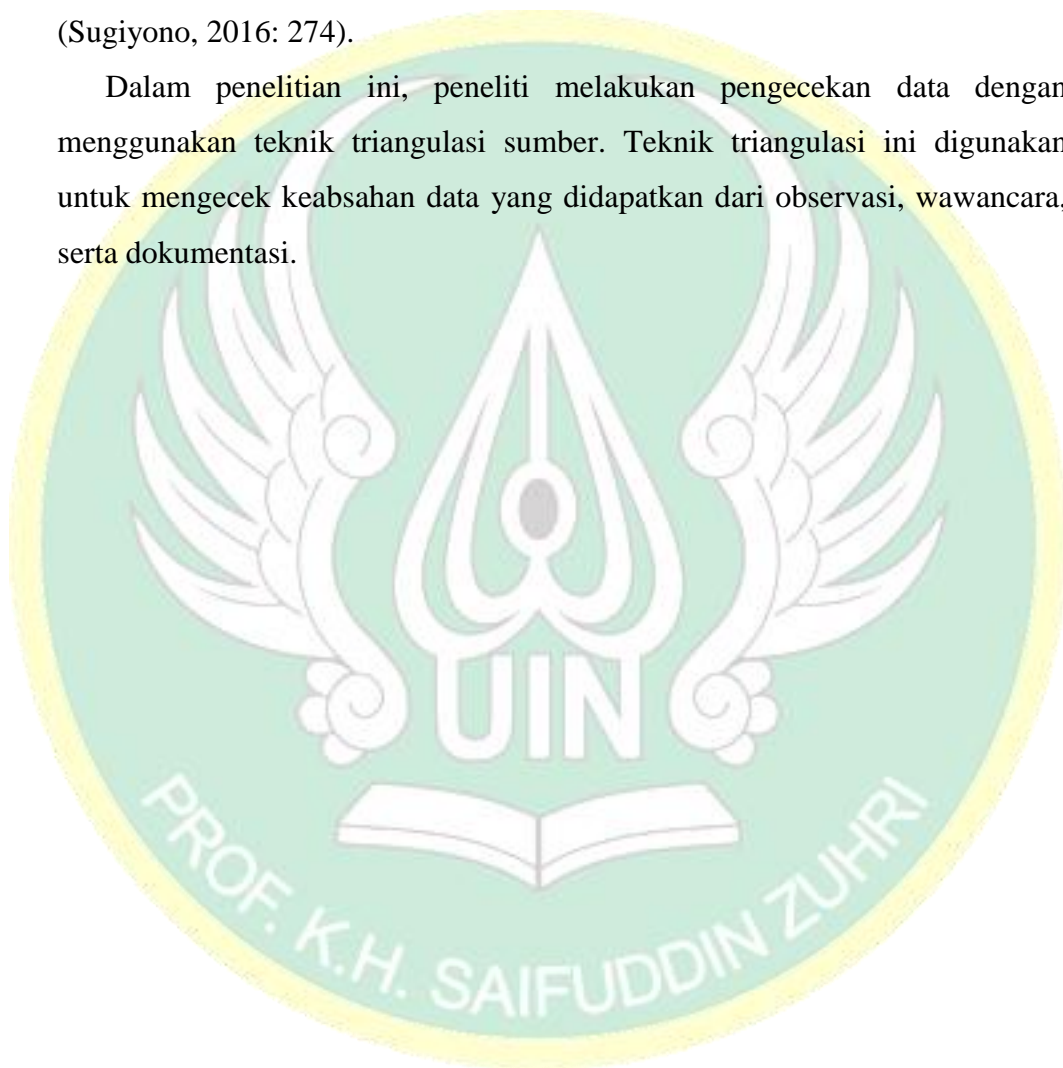 (Sugiyono, 2016: 274).
Dalam penelitian ini, peneliti melakukan pengecekan data dengan
menggunakan teknik triangulasi sumber. Teknik triangulasi ini digunakan
untuk mengecek keabsahan data yang didapatkan dari observasi, wawancara,
serta dokumentasi.
UIN
PROF. K.H. SAIFUDDIN ZUHRI